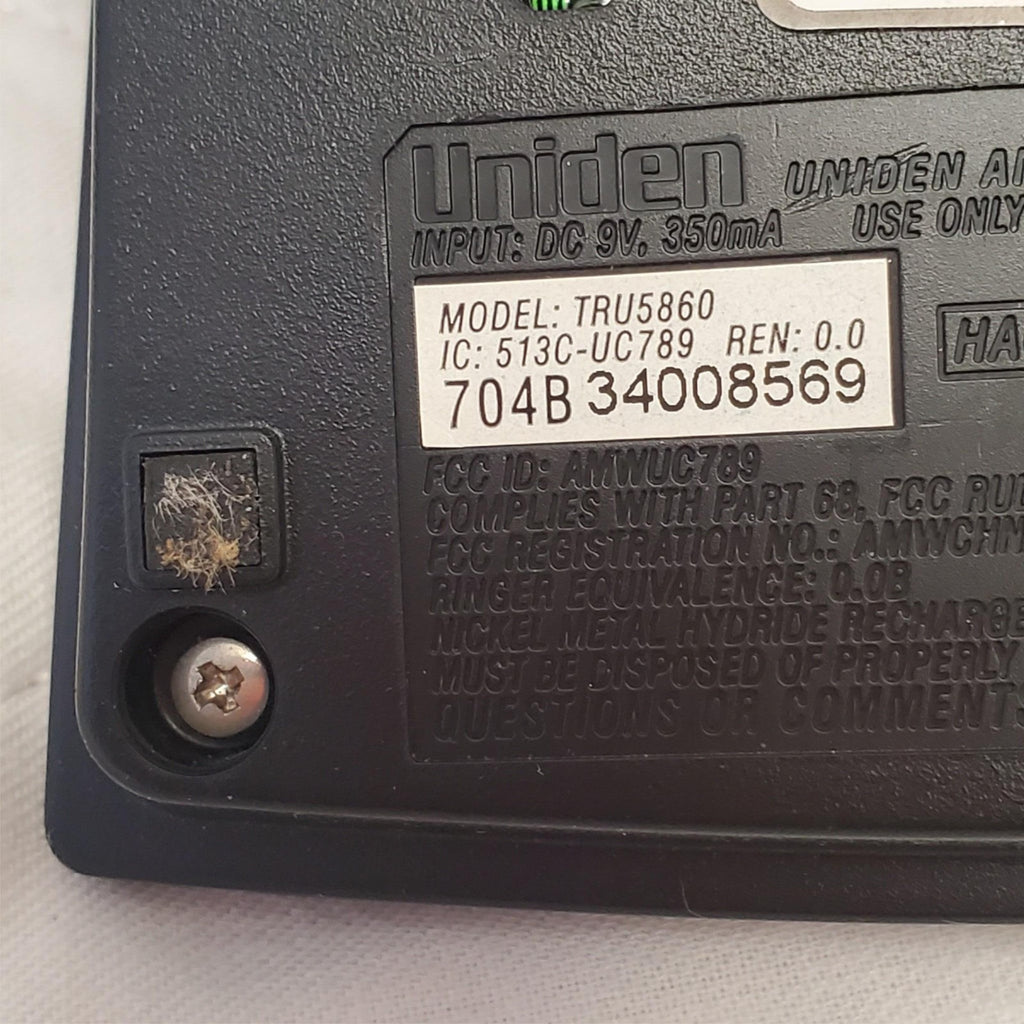 Uniden
UNIDEN
INPUT: DC 9V, 350mA
USE ONLY
MODEL: TRU5860
IC: 513C-UC789 REN: 0.0
704B 34008569
FCC ID: AMWUC789
COMPLIES WITH PART 68, FCC
FCC REGISTRATION NO.:
RINGER EQUIVALENCE: 0.0B
NICKEL METAL HYDRIDE
MUST BE DISPOSED OF PROPERLY
QUESTIONS OR COMMENTS